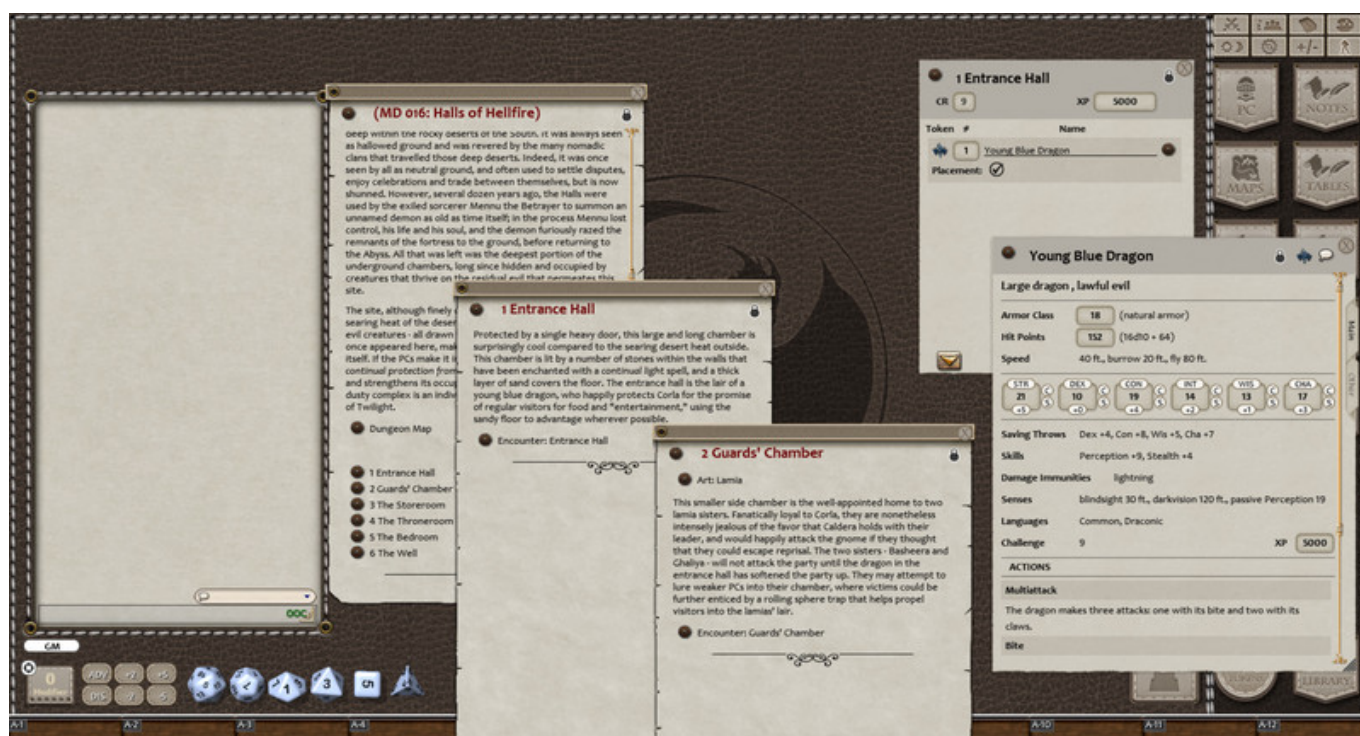 (MD 016: Halls of Hellfire)
deep within the rocky deserts of the South. It was always seen
as hallowed ground and was revered by the many nomadic
clans that travelled those deep deserts. Indeed, it was once
seen by all as neutral ground, and often used to settle disputes,
enjoy celebrations and trade between themselves, but is now
shunned. However, several dozen years ago, the Halls were
used by the exiled sorcerer Mennu the Betrayer to summon an
unnamed demon as old as time itself; in the process Mennu lost
control, his life and his soul, and the demon furiously razed the
remnants of the fortress to the ground, before returning to
the Abyss. All that was left was the deepest portion of the
underground chambers, long since hidden and occupied by
creatures that thrive on the residual evil that permeates this
site.
The site, although finely
searing heat of the deser
evil creatures - all drawn
once appeared here, mak
itself. If the PCs make it i
continual protection from
and strengthens its occup
dusty complex is an indiv
of Twilight.
Dungeon Map
1 Entrance Hall
2 Guards' Chamber
3 The Storeroom
4 The Throneroom
5 The Bedroom
6 The Well
1 Entrance Hall
Protected by a single heavy door, this large and long chamber is
surprisingly cool compared to the searing desert heat outside.
This chamber is lit by a number of stones within the walls that
have been enchanted with a continual light spell, and a thick
layer of sand covers the floor. The entrance hall is the lair of a
young blue dragon, who happily protects Corla for the promise
of regular visitors for food and "entertainment," using the
sandy floor to advantage wherever possible.
Encounter: Entrance Hall
2 Guards' Chamber
Art: Lamia
This smaller side chamber is the well-appointed home to two
lamia sisters. Fanatically loyal to Corla, they are nonetheless
intensely jealous of the favor that Caldera holds with their
leader, and would happily attack the gnome if they thought
that they could escape reprisal. The two sisters - Basheera and
Ghaliya - will not attack the party until the dragon in the
entrance hall has softened the party up. They may attempt to
lure weaker PCs into their chamber, where victims could be
further enticed by a rolling sphere trap that helps propel
visitors into the lamias' lair.
Encounter: Guards' Chamber
1 Entrance Hall
CR 9 XP 5000
Token # Name
1 Young Blue Dragon
Placement:
Young Blue Dragon
Large dragon , lawful evil
Armor Class 18 (natural armor)
Hit Points 152 (16d10 + 64)
Speed 40 ft., burrow 20 ft., fly 80 ft.
STR DEX CON INT WIS CHA
21 10 19 14 13 17
+5 +0 +4 +2 +1 +3
Saving Throws Dex +4, Con +8, Wis +5, Cha +7
Skills Perception +9, Stealth +4
Damage Immunities lightning
Senses blindsight 30 ft., darkvision 120 ft., passive Perception 19
Languages Common, Draconic
Challenge 9 XP 5000
ACTIONS
Multiattack
The dragon makes three attacks: one with its bite and two with its
claws.
Bite
Main
Other
PC NOTES
MAPS TABLES
LIBRARY
+/-
OOC
GM
0
Modifier
ADV +2 +5
DIS -2 -5
1 3 5
A-1 A-2 A-3 A-4 A-10 A-11 A-12